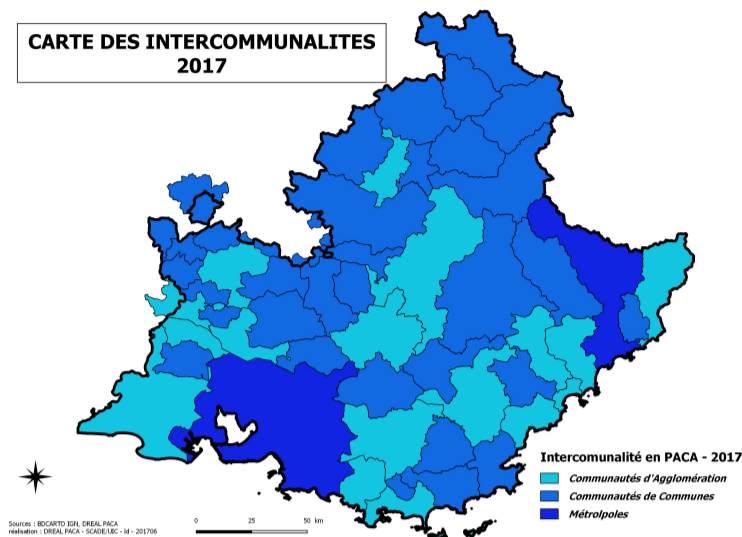 CARTE DES INTERCOMMUNALITES
2017
Intercomunalité en PACA - 2017
Communautés d'Agglomération
Communautés de Communes
Métrolpoles
Sources : BDCARTO IGN, DREAL PACA
réalisation : DREAL PACA - SCADE/UEC - ld - 201706
0 25 50 km